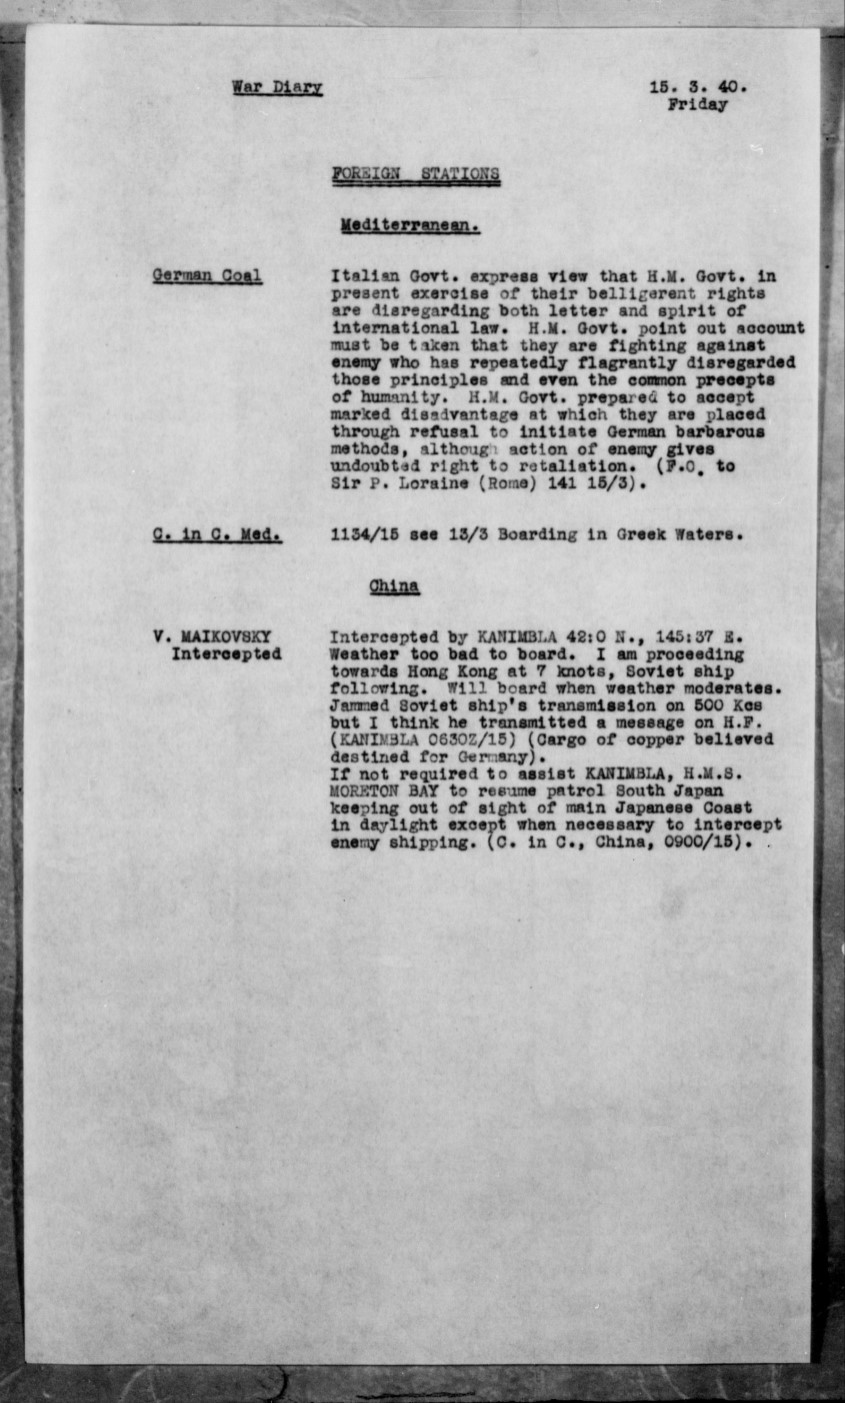 War Diary
15. 3. 40.
Friday
FOREIGN STATIONS
Mediterranean.
German Coal
Italian Govt. express view that H.M. Govt. in
present exercise of their belligerent rights
are disregarding both letter and spirit of
international law. H.M. Govt. point out account
must be taken that they are fighting against
enemy who has repeatedly flagrantly disregarded
those principles and even the common precepts
of humanity. H.M. Govt. prepared to accept
marked disadvantage at which they are placed
through refusal to initiate German barbarous
methods, although action of enemy gives
undoubted right to retaliation. (F.O. to
Sir P. Loraine (Rome) 141 15/3).
C. in C. Med.
1134/15 see 13/3 Boarding in Greek Waters.
China
V. MAIKOVSKY
Intercepted
Intercepted by KANIMBLA 42:0 N., 145:37 E.
Weather too bad to board. I am proceeding
towards Hong Kong at 7 knots, Soviet ship
following. Will board when weather moderates.
Jammed Soviet ship's transmission on 500 Kcs
but I think he transmitted a message on H.F.
(KANIMBLA 0630Z/15) (Cargo of copper believed
destined for Germany).
If not required to assist KANIMBLA, H.M.S.
MORETON BAY to resume patrol South Japan
keeping out of sight of main Japanese Coast
in daylight except when necessary to intercept
enemy shipping. (C. in C., China, 0900/15).